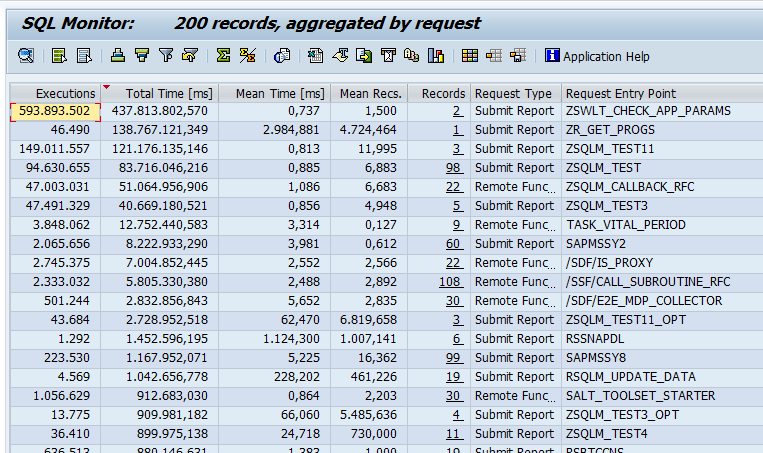 SQL Monitor: 200 records, aggregated by request
Application Help
Executions Total Time [ms] Mean Time [ms] Mean Recs. Records Request Type Request Entry Point
593.893.502 437.813.802,570 0,737 1,500 2 Submit Report ZSWLT_CHECK_APP_PARAMS
46.490 138.767.121,349 2.984,881 4.724,464 1 Submit Report ZR_GET_PROGS
149.011.557 121.176.135,146 0,813 11,995 3 Submit Report ZSQLM_TEST11
94.630.655 83.716.046,216 0,885 6,883 98 Submit Report ZSQLM_TEST
47.003.031 51.064.956,906 1,086 6,683 22 Remote Func... ZSQLM_CALLBACK_RFC
47.491.329 40.669.180,521 0,856 4,948 5 Submit Report ZSQLM_TEST3
3.848.062 12.752.440,583 3,314 0,127 9 Remote Func... TASK_VITAL_PERIOD
2.065.656 8.222.933,290 3,981 0,612 60 Submit Report SAPMSSY2
2.745.375 7.004.852,445 2,552 2,566 22 Remote Func... /SDF/IS_PROXY
2.333.032 5.805.330,380 2,488 2,892 108 Remote Func... /SSF/CALL_SUBROUTINE_RFC
501.244 2.832.856,843 5,652 2,835 30 Remote Func... /SDF/E2E_MDP_COLLECTOR
43.684 2.728.952,518 62,470 6.819,658 3 Submit Report ZSQLM_TEST11_OPT
1.292 1.452.596,195 1.124,300 1.007,141 6 Submit Report RSSNAPDL
223.530 1.167.952,071 5,225 16,362 99 Submit Report SAPMSSY8
4.569 1.042.656,778 228,202 461,226 19 Submit Report RSQLM_UPDATE_DATA
1.056.629 912.683,030 0,864 2,203 30 Remote Func... SALT_TOOLSET_STARTER
13.775 909.981,182 66,060 5.485,636 4 Submit Report ZSQLM_TEST3_OPT
36.410 899.975,138 24,718 730,000 11 Submit Report ZSQLM_TEST4
636.513 880.146,631 1,383 1,000 19 Submit Report RSBTCCNS